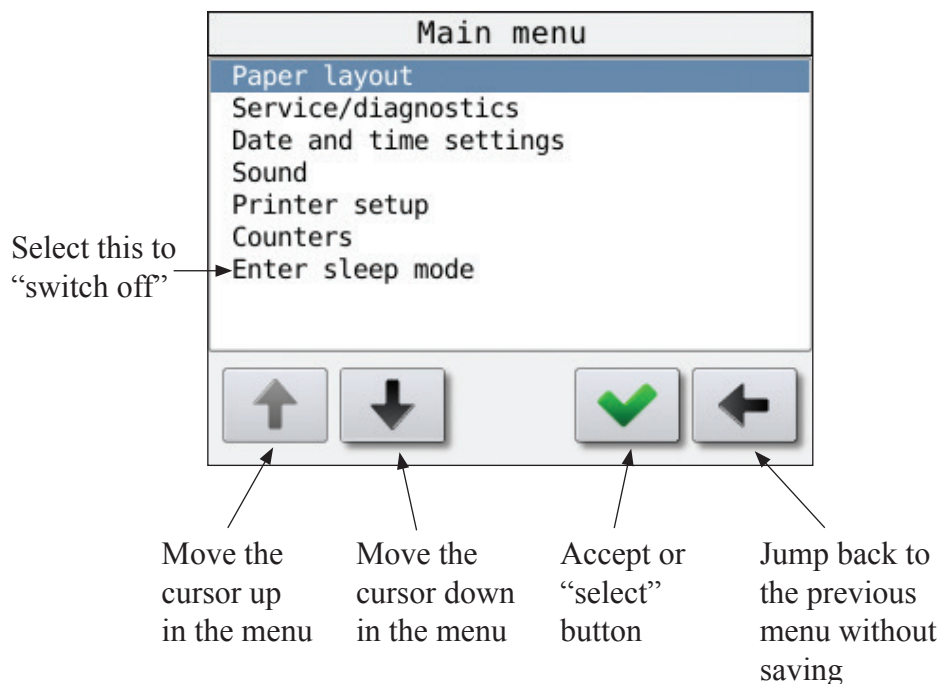 Main menu
Paper layout
Service/diagnostics
Date and time settings
Sound
Printer setup
Counters
Enter sleep mode
Select this to
“switch off”
Move the
cursor up
in the menu
Move the
cursor down
in the menu
Accept or
“select”
button
Jump back to
the previous
menu without
saving